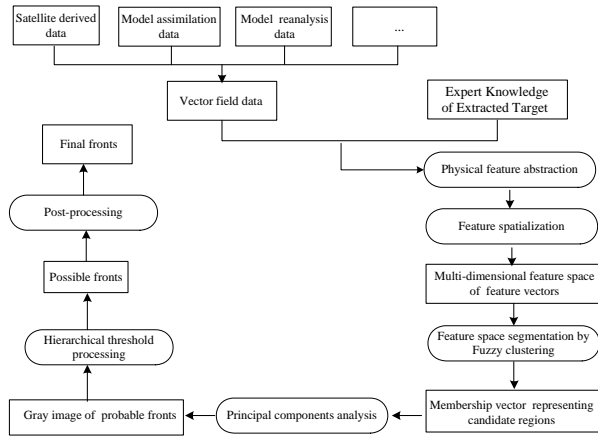 Satellite derived
data
Model assimilation
data
Model reanalysis
data
...
Vector field data
Expert Knowledge
of Extracted Target
Final fronts
Physical feature abstraction
Post-processing
Feature spatialization
Possible fronts
Multi-dimensional feature space
of feature vectors
Hierarchical threshold
processing
Feature space segmentation by
Fuzzy clustering
Gray image of probable fronts
Principal components analysis
Membership vector representing
candidate regions